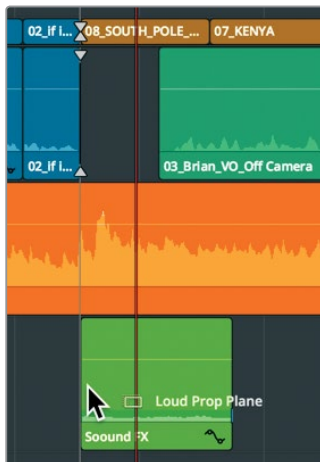 02_if i... 08_SOUTH_POLE_... 07_KENYA
02_if i... 03_Brian_VO_Off Camera
Loud Prop Plane
Soound FX